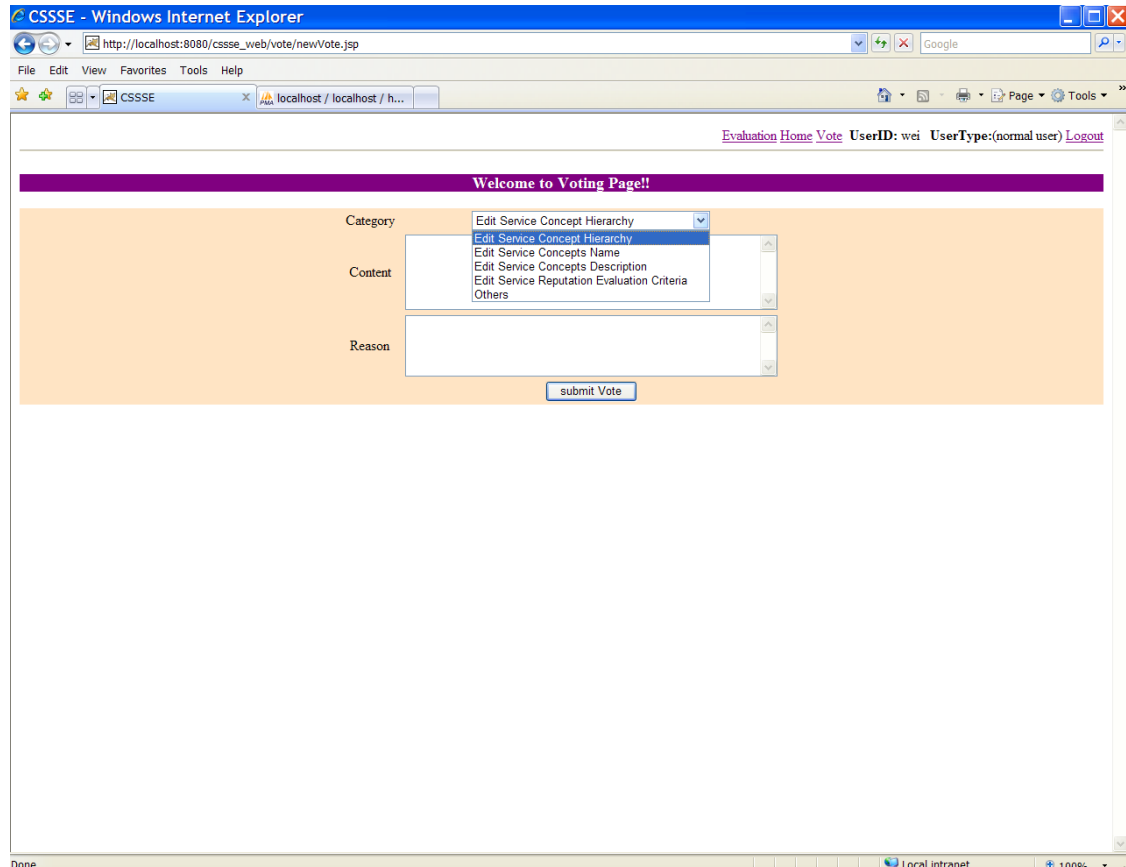 CSSSE - Windows Internet Explorer
http://localhost:8080/cssse_web/vote/newVote.jsp Google
File Edit View Favorites Tools Help
CSSSE localhost / localhost / h... Page Tools »
Evaluation Home Vote UserID: wei UserType:(normal user) Logout
Welcome to Voting Page!!
Category Edit Service Concept Hierarchy
Edit Service Concept Hierarchy
Edit Service Concepts Name
Edit Service Concepts Description
Content
Edit Service Reputation Evaluation Criteria
Others
Reason
submit Vote
Done Local intranet 100%